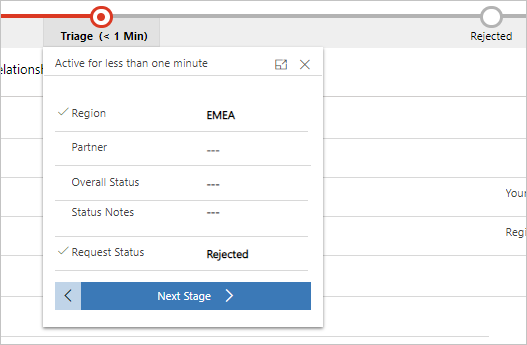 Triage (< 1 Min)
Rejected
Active for less than one minute
Region
EMEA
Partner
---
Overall Status
---
Status Notes
---
Request Status
Rejected
Next Stage
elationsh
Your
Regi